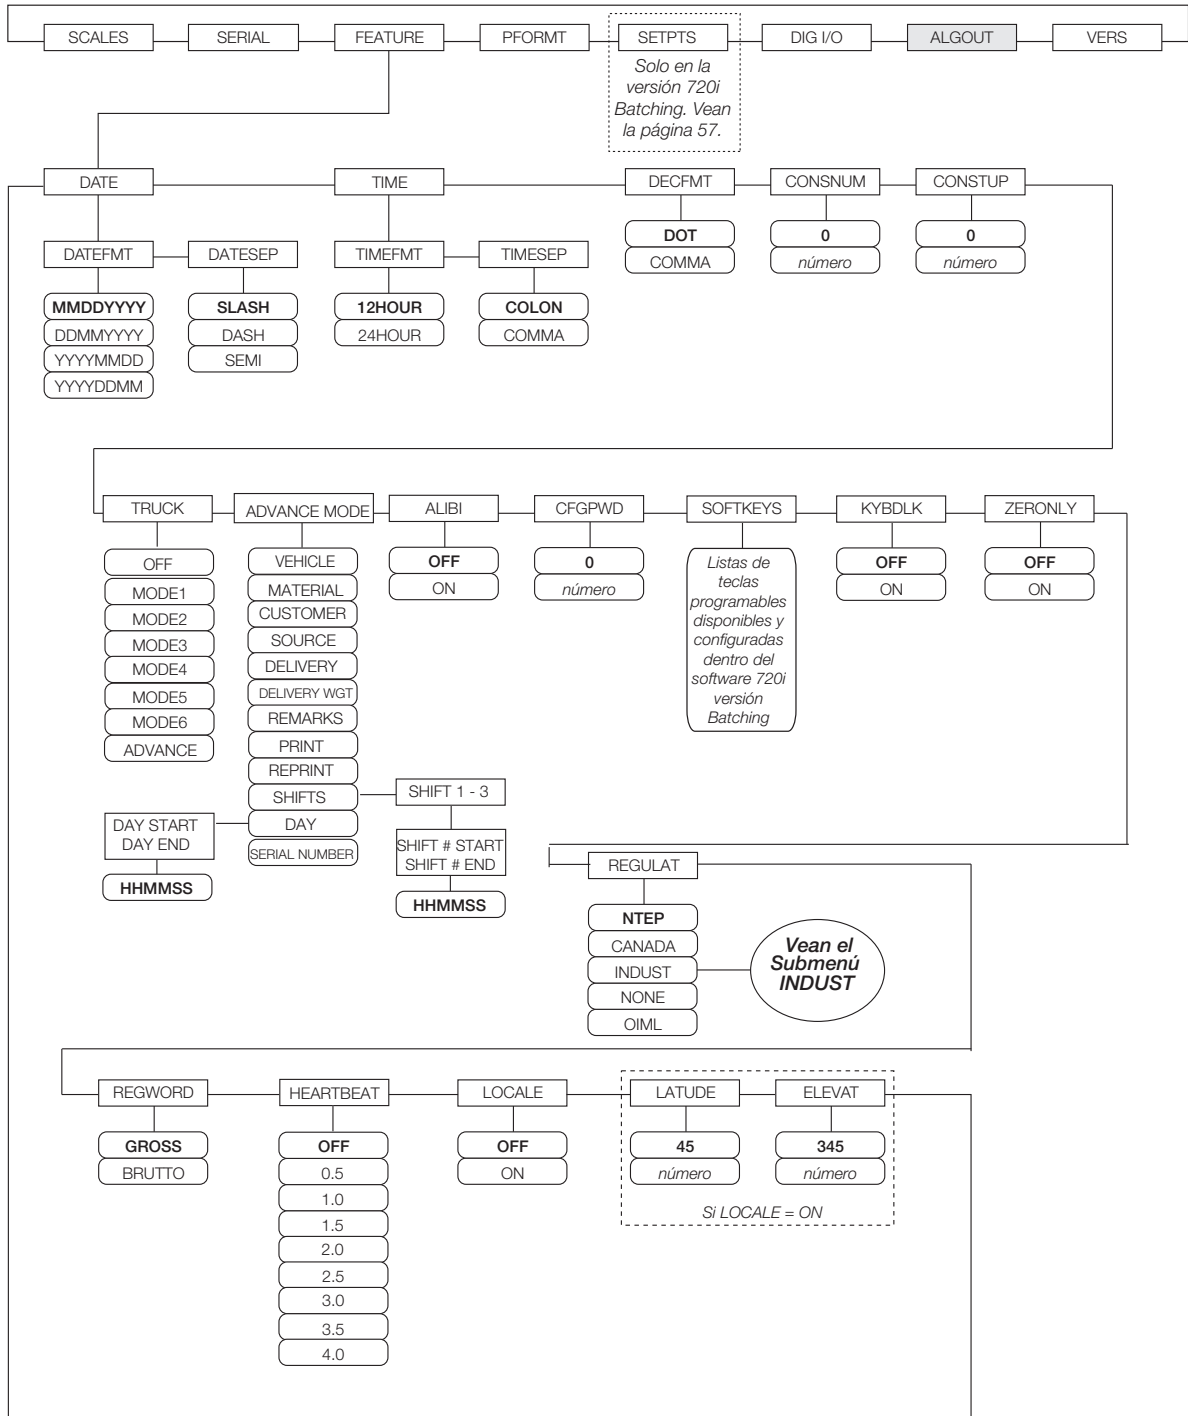 SCALES
SERIAL
FEATURE
PFORMT
SETPTS
DIG I/O
ALGOUT
VERS
Solo en la
versión 720i
Batching. Vean
la página 57.
DATE
TIME
DECFMT
CONSNUM
CONSTUP
DATEFMT
DATESEP
TIMEFMT
TIMESEP
DOT
COMMA
0
número
0
número
MMDDYYYY
DDMMYYYY
YYYYMMDD
YYYYDDMM
SLASH
DASH
SEMI
12HOUR
24HOUR
COLON
COMMA
TRUCK
ADVANCE MODE
ALIBI
CFGPWD
SOFTKEYS
KYBDLK
ZERONLY
OFF
MODE1
MODE2
MODE3
MODE4
MODE5
MODE6
ADVANCE
VEHICLE
MATERIAL
CUSTOMER
SOURCE
DELIVERY
DELIVERY WGT
REMARKS
PRINT
REPRINT
SHIFTS
DAY
SERIAL NUMBER
OFF
ON
0
número
Listas de
teclas
programables
disponibles y
configuradas
dentro del
software 720i
versión
Batching
OFF
ON
OFF
ON
DAY START
DAY END
HHMMSS
SHIFT 1 - 3
SHIFT # START
SHIFT # END
HHMMSS
REGULAT
NTEP
CANADA
INDUST
NONE
OIML
Vean el
Submenú
INDUST
REGWORD
HEARTBEAT
LOCALE
LATUDE
ELEVAT
GROSS
BRUTTO
OFF
0.5
1.0
1.5
2.0
2.5
3.0
3.5
4.0
OFF
ON
45
número
345
número
Si LOCALE = ON